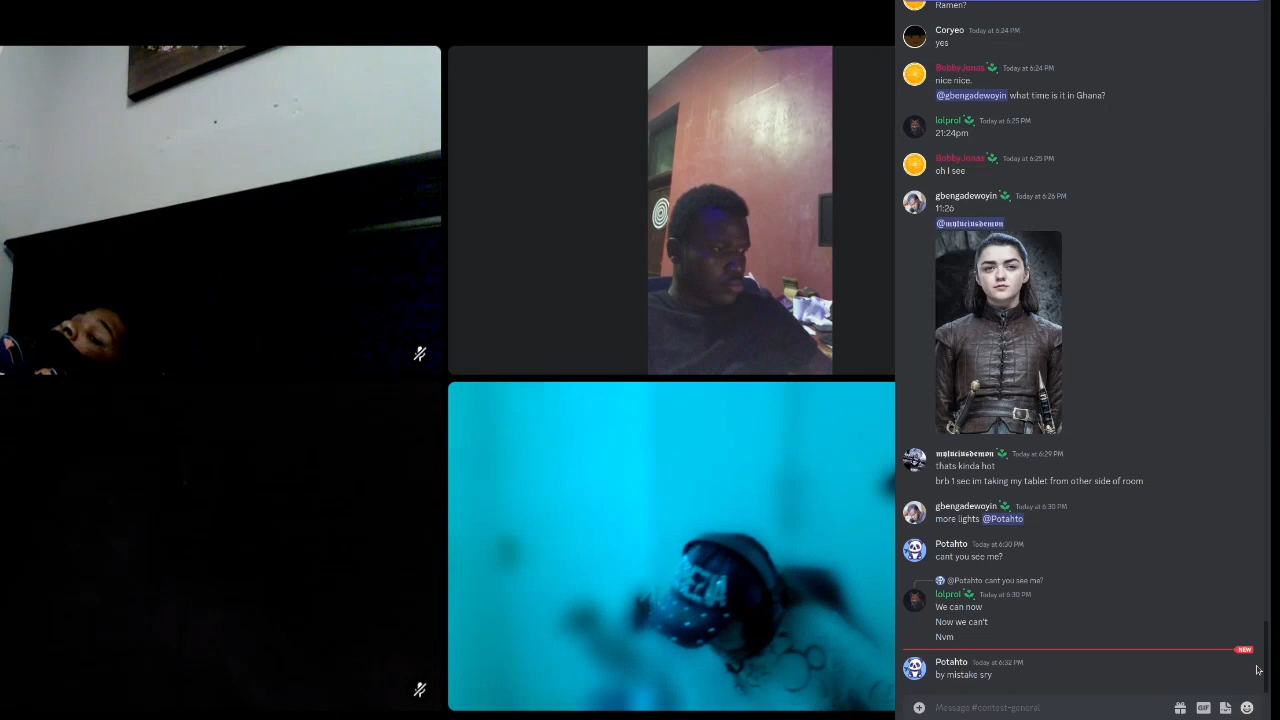 Ramen?
Coryeo Today at 6:24 PM
yes
BobbyJonas Today at 6:24 PM
nice nice.
@gbengadewoyin what time is it in Ghana?
lolprol Today at 6:25 PM
21:24pm
BobbyJonas Today at 6:25 PM
oh I see
gbengadewoyin Today at 6:26 PM
11:26
@𝖒𝖞𝖑𝖚𝖈𝖎𝖚𝖘𝖉𝖊𝖒𝖔𝖓
𝖒𝖞𝖑𝖚𝖈𝖎𝖚𝖘𝖉𝖊𝖒𝖔𝖓 Today at 6:29 PM
thats kinda hot
brb 1 sec im taking my tablet from other side of room
gbengadewoyin Today at 6:30 PM
more lights @Potahto
Potahto Today at 6:30 PM
cant you see me?
@Potahto cant you see me?
lolprol Today at 6:30 PM
We can now
Now we can't
Nvm
NEW
Potahto Today at 6:32 PM
by mistake sry
Message #contest-general
GIF